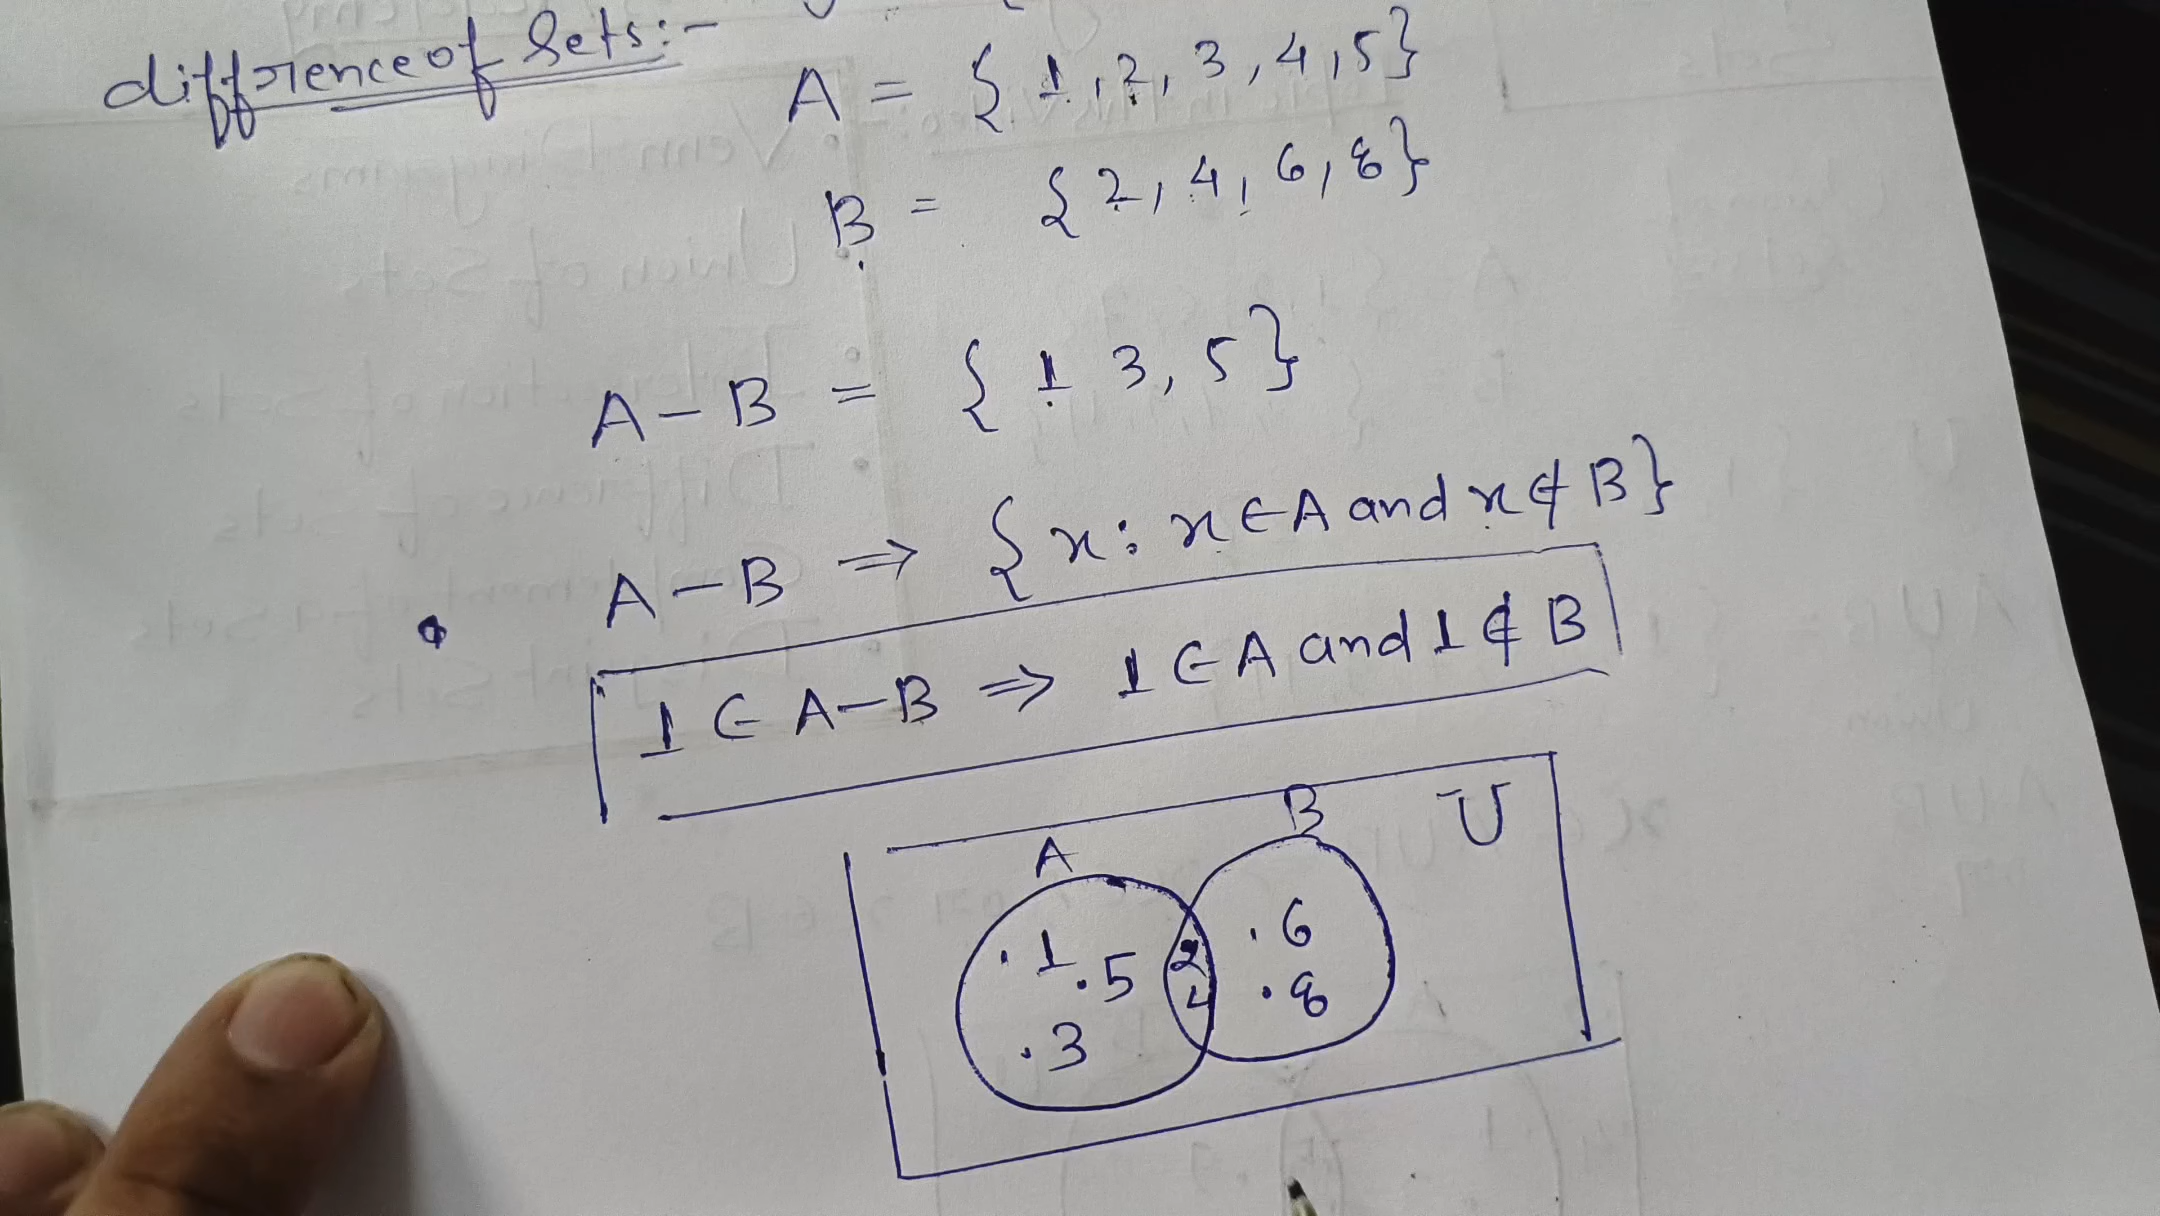 diffrence of Sets:-
A = { 1, 2, 3, 4, 5}
B = { 2, 4, 6, 8}
A - B = { 1 3, 5}
A - B ⇒ { x: x ∈ A and x ∉ B}
1 ∈ A - B ⇒ 1 ∈ A and 1 ∉ B
A B U
.1 .5 2 .6
.3 4 .8